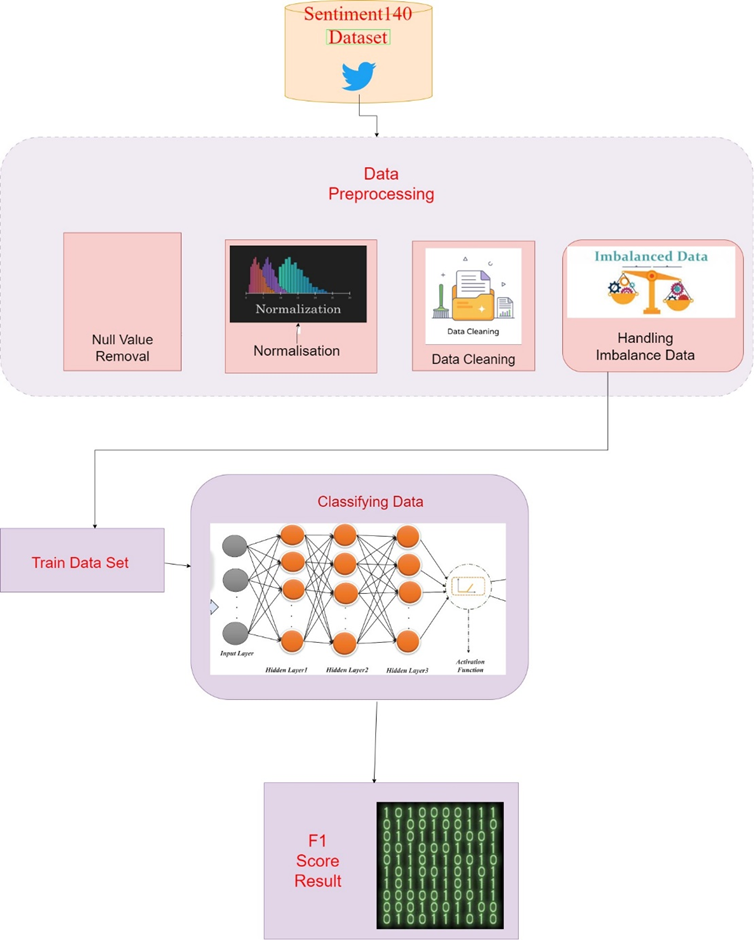 Sentiment140
Dataset
Data
Preprocessing
Null Value
Removal
Normalization
Normalisation
Data Cleaning
Data Cleaning
Imbalanced Data
Handling
Imbalance Data
Classifying Data
Train Data Set
Input Layer
Hidden Layer1
Hidden Layer2
Hidden Layer3
Activation
Function
F1
Score
Result